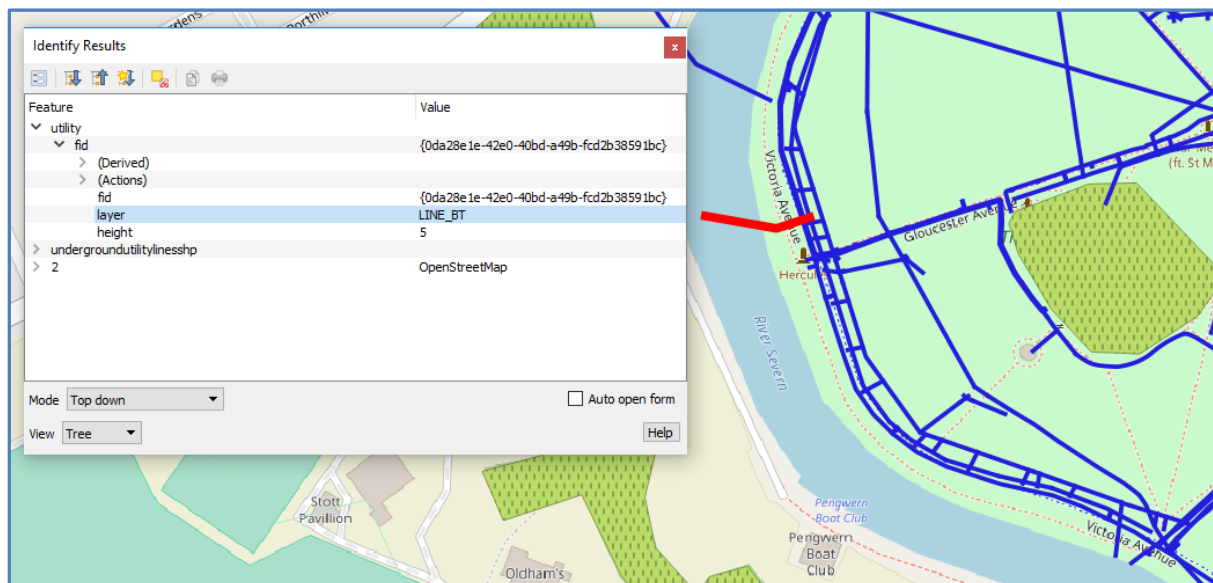 Identify Results
x
Feature Value
utility
fid {0da28e1e-42e0-40bd-a49b-fcd2b38591bc}
(Derived)
(Actions)
fid {0da28e1e-42e0-40bd-a49b-fcd2b38591bc}
layer LINE_BT
height 5
undergroundutilitylinesshp
2 OpenStreetMap
Mode Top down
Auto open form
View Tree
Help
Victoria Avenue
Gloucester Avenue
(ft. St M
Hercules
River Severn
Stott
Pavillion
Oldham's
Pengwern
Boat Club
Pengwern
Boat
Club
Victoria Avenue